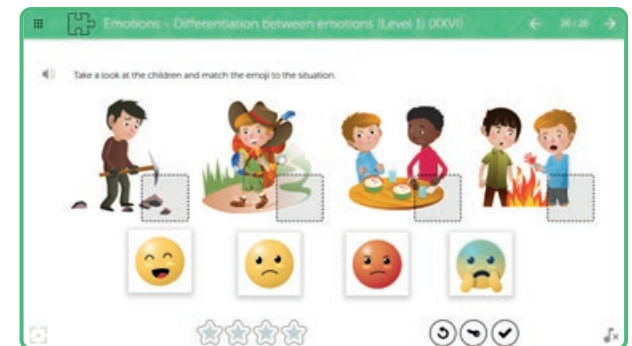 Emotions - Differentiation between emotions (Level 1) (XXVI)
26 / 28
Take a look at the children and match the emoji to the situation.